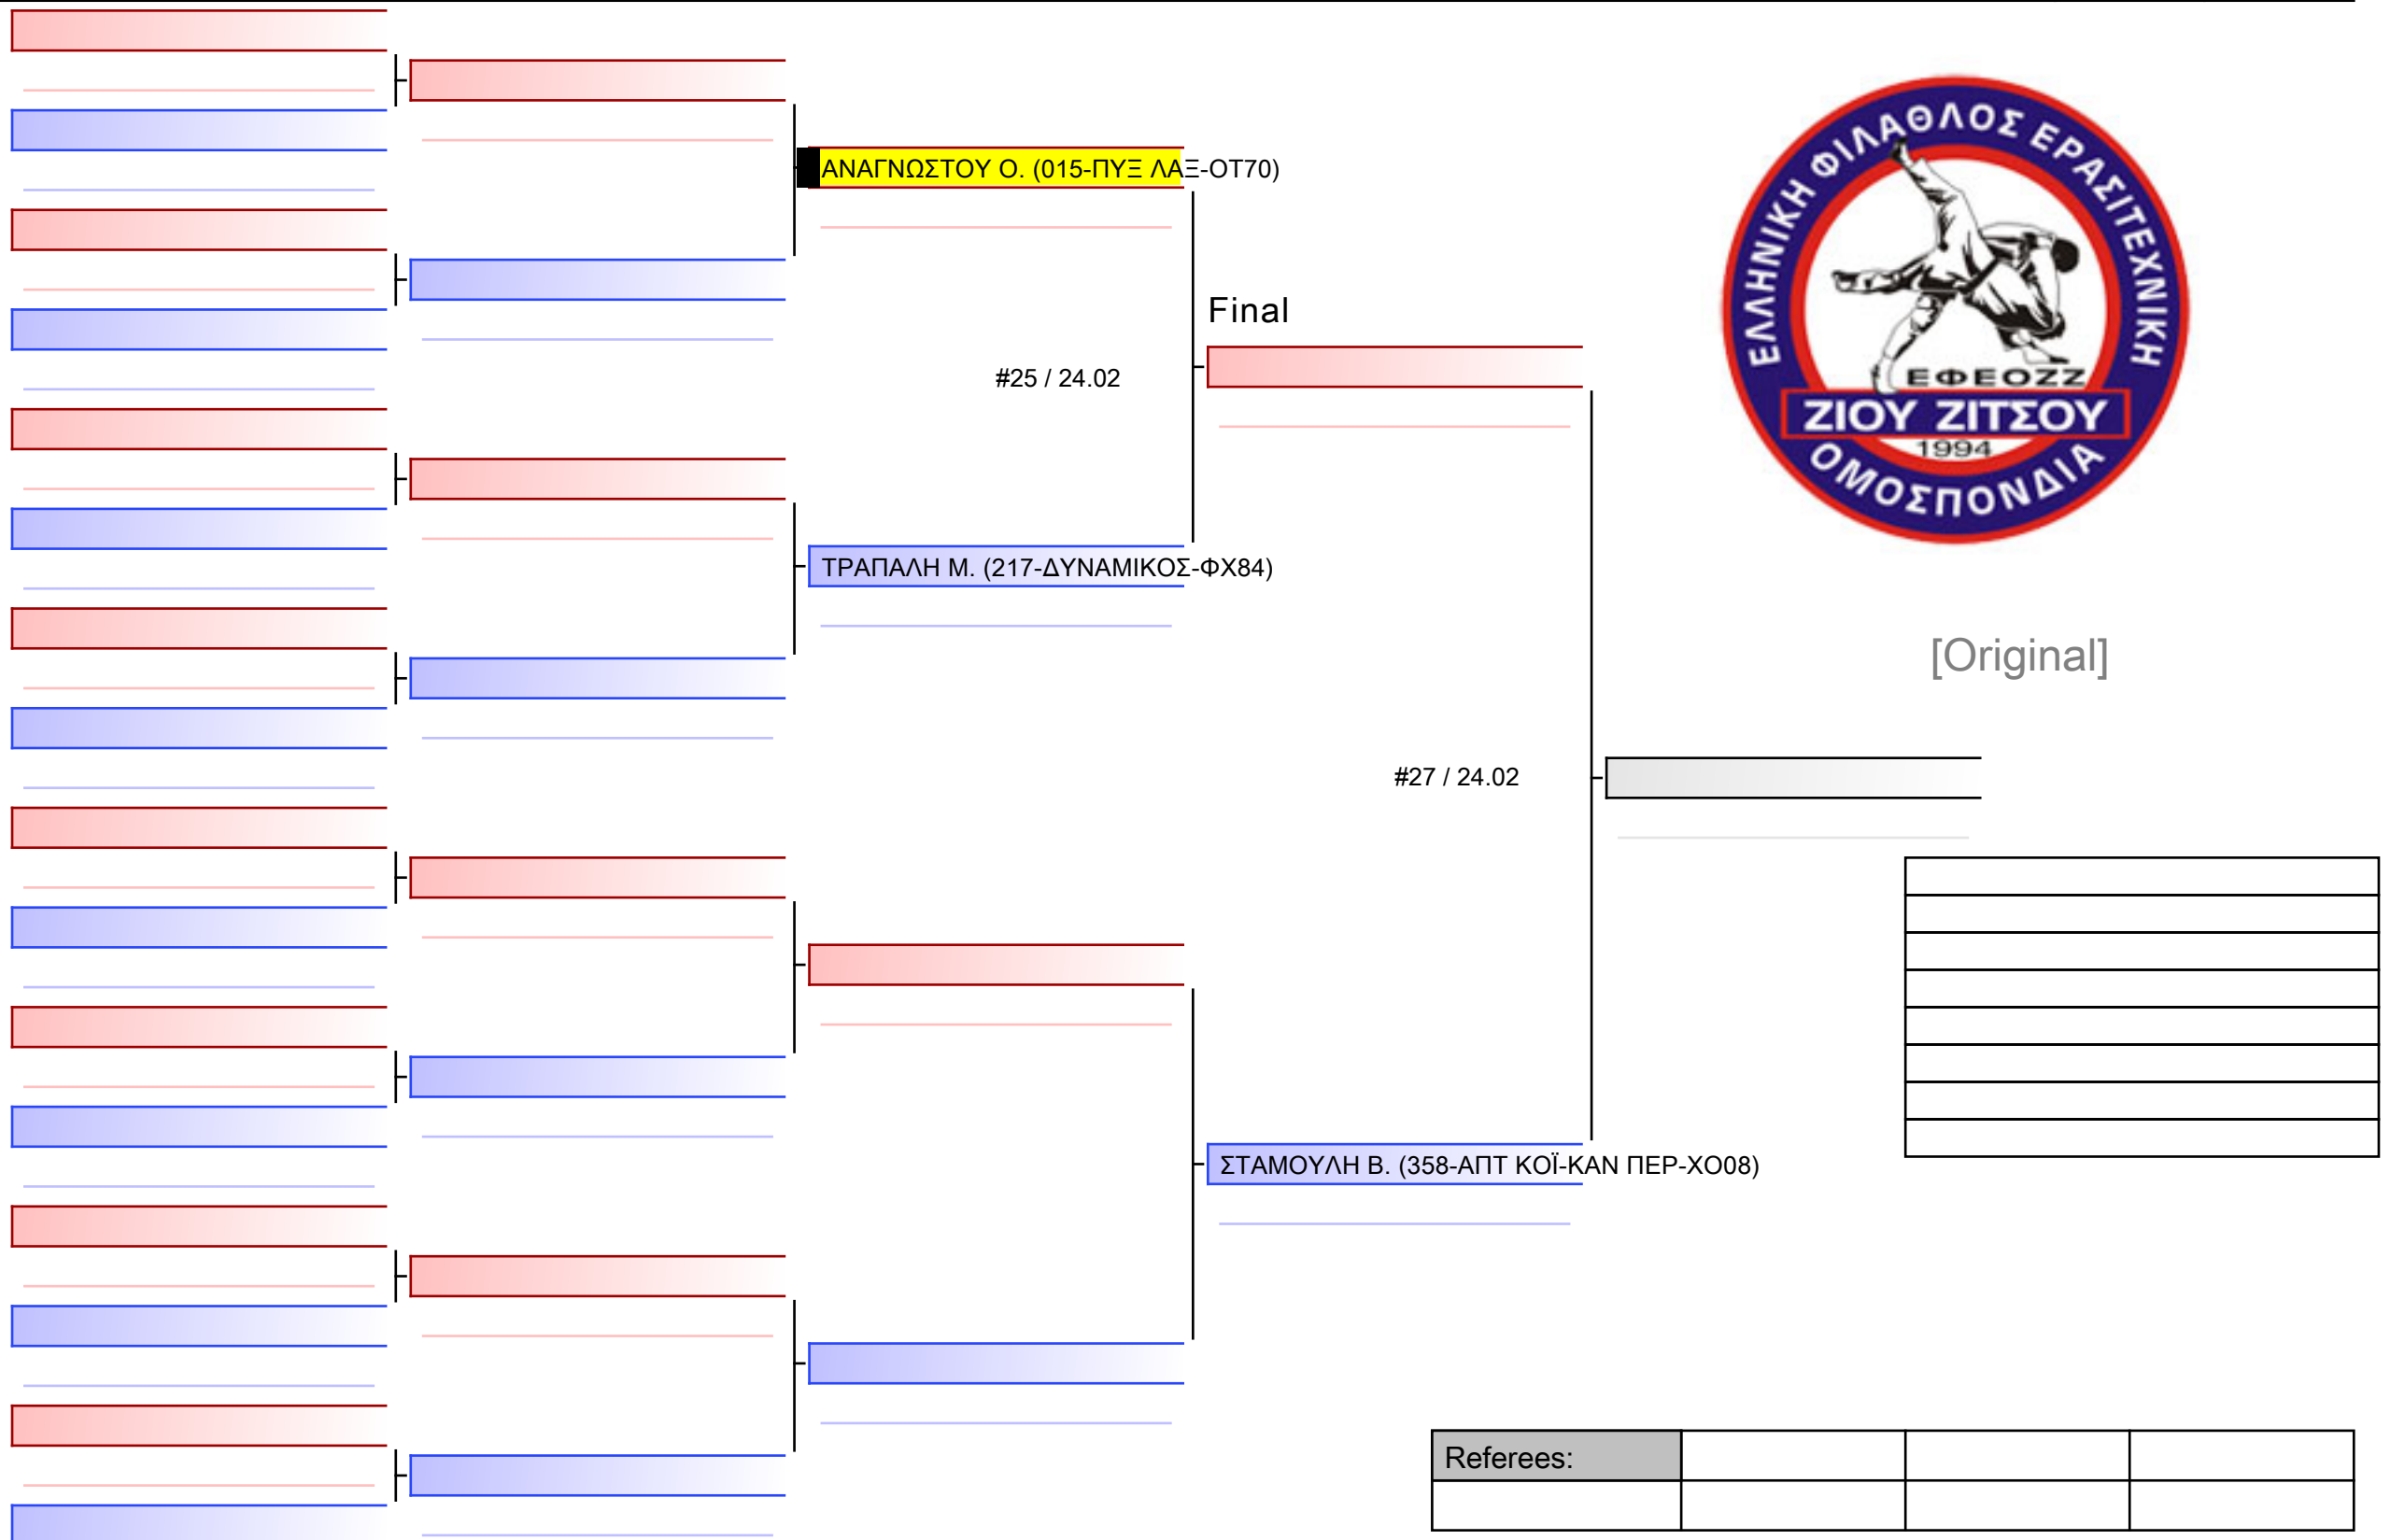 ΑΝΑΓΝΩΣΤΟΥ Ο. (015-ΠΥΞ ΛΑΞ-ΟΤ70)
ΕΛΛΗΝΙΚΗ ΦΙΛΑΘΛΟΣ ΕΡΑΣΙΤΕΧΝΙΚΗ
Final
#25 / 24.02
ΕΦΕΟΖΖ
ΖΙΟΥ ΖΙΤΣΟΥ
1994
ΟΜΟΣΠΟΝΔΙΑ
ΤΡΑΠΑΛΗ Μ. (217-ΔΥΝΑΜΙΚΟΣ-ΦΧ84)
[Original]
#27 / 24.02
ΣΤΑΜΟΥΛΗ Β. (358-ΑΠΤ ΚΟΪ-ΚΑΝ ΠΕΡ-ΧΟ08)
Referees: